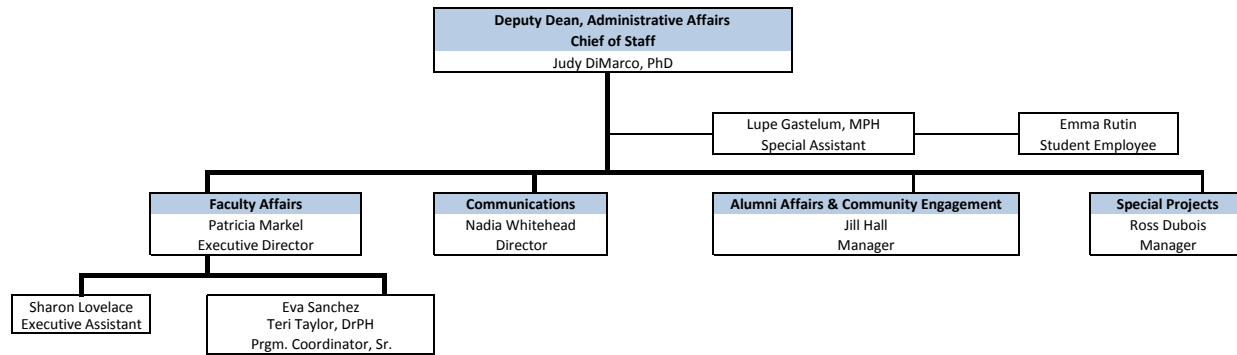 Deputy Dean, Administrative Affairs
Chief of Staff
Judy DiMarco, PhD
Lupe Gastelum, MPH
Special Assistant
Emma Rutin
Student Employee
Faculty Affairs
Patricia Markel
Executive Director
Communications
Nadia Whitehead
Director
Alumni Affairs & Community Engagement
Jill Hall
Manager
Special Projects
Ross Dubois
Manager
Sharon Lovelace
Executive Assistant
Eva Sanchez
Teri Taylor, DrPH
Prgm. Coordinator, Sr.